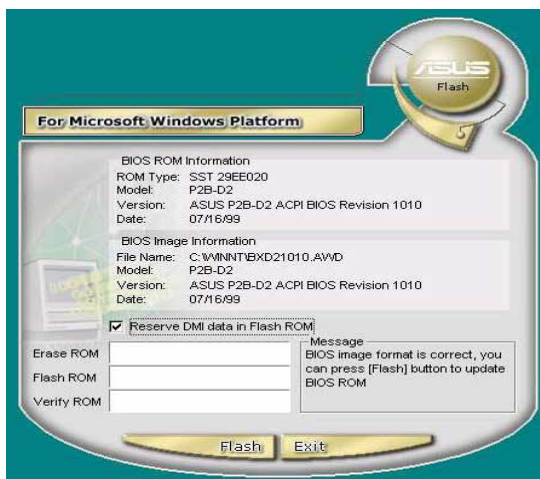 ASUS
Flash
For Microsoft Windows Platform
BIOS ROM Information
ROM Type: SST 29EE020
Model: P2B-D2
Version: ASUS P2B-D2 ACPI BIOS Revision 1010
Date: 07/16/99
BIOS Image Information
File Name: C:\WINNT\BXD21010.AWD
Model: P2B-D2
Version: ASUS P2B-D2 ACPI BIOS Revision 1010
Date: 07/16/99
Reserve DMI data in Flash ROM
Erase ROM
Flash ROM
Verify ROM
Message
BIOS image format is correct, you
can press [Flash] button to update
BIOS ROM
Flash Exit